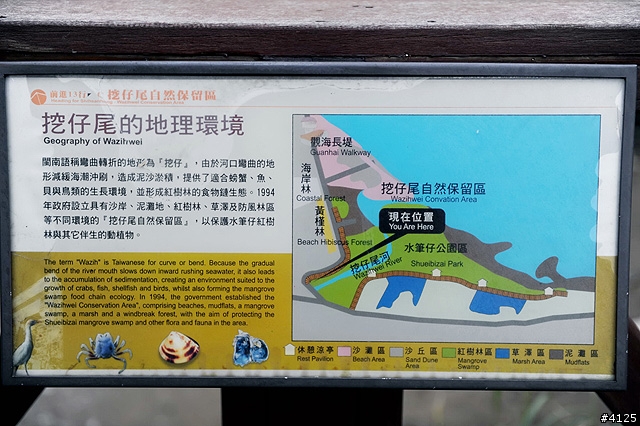 挖仔尾自然保留區
挖仔尾的地理環境
Geography of Wazihwei
閩南語稱彎曲轉折的地形為『挖仔』，由於河口彎曲的地
形減緩海潮沖刷，造成泥沙淤積，提供了適合螃蟹、魚、
貝與鳥類的生長環境，並形成紅樹林的食物鏈生態。1994
年政府設立具有沙岸、泥灘地、紅樹林、草澤及防風林區
等不同環境的『挖仔尾自然保留區』，以保護水筆仔紅樹
林與其它伴生的動植物。
The term "Wazih" is Taiwanese for curve or bend. Because the gradual
bend of the river mouth slows down inward rushing seawater, it also leads
to the accumulation of sedimentation, creating an environment suited to the
growth of crabs, fish, shellfish and birds, whilst also forming the mangrove
swamp food chain ecology. In 1994, the government established the
"Wazihwei Conservation Area", comprising beaches, mudflats, a mangrove
swamp, a marsh and a windbreak forest, with the aim of protecting the
Shueibizai mangrove swamp and other flora and fauna in the area.
觀海長堤
Guanhai Walkway
海岸林
Coastal Forest
黃槿林
Beach Hibiscus Forest
挖仔尾自然保留區
Wazihwei Convation Area
現在位置
You Are Here
挖仔尾河
Wazihwei River
水筆仔公園區
Shueibizai Park
休憩涼亭
Rest Pavilion
沙灘區
Beach Area
沙丘區
Sand Dune
Area
紅樹林區
Mangrove
Swamp
草澤區
Marsh Area
泥灘區
Mudflats
#4125